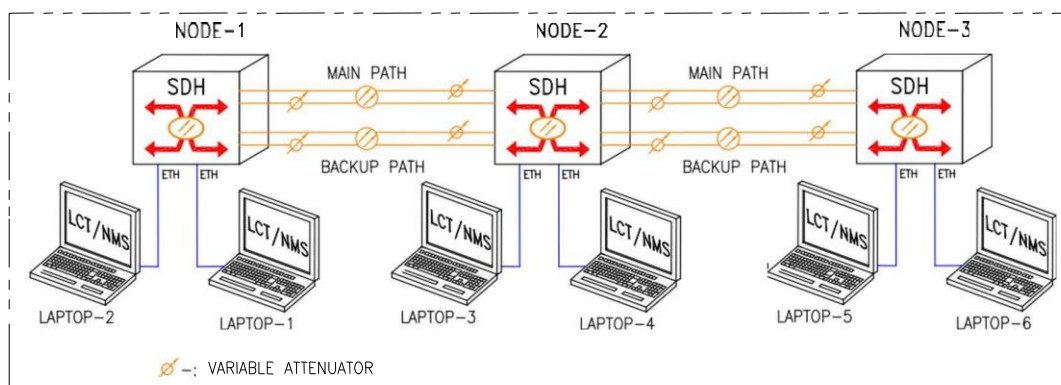 NODE-1
NODE-2
NODE-3
SDH
MAIN PATH
SDH
MAIN PATH
SDH
BACKUP PATH
BACKUP PATH
ETH
ETH
ETH
ETH
ETH
ETH
LCT/NMS
LCT/NMS
LCT/NMS
LCT/NMS
LCT/NMS
LCT/NMS
LAPTOP-2
LAPTOP-1
LAPTOP-3
LAPTOP-4
LAPTOP-5
LAPTOP-6
-: VARIABLE ATTENUATOR